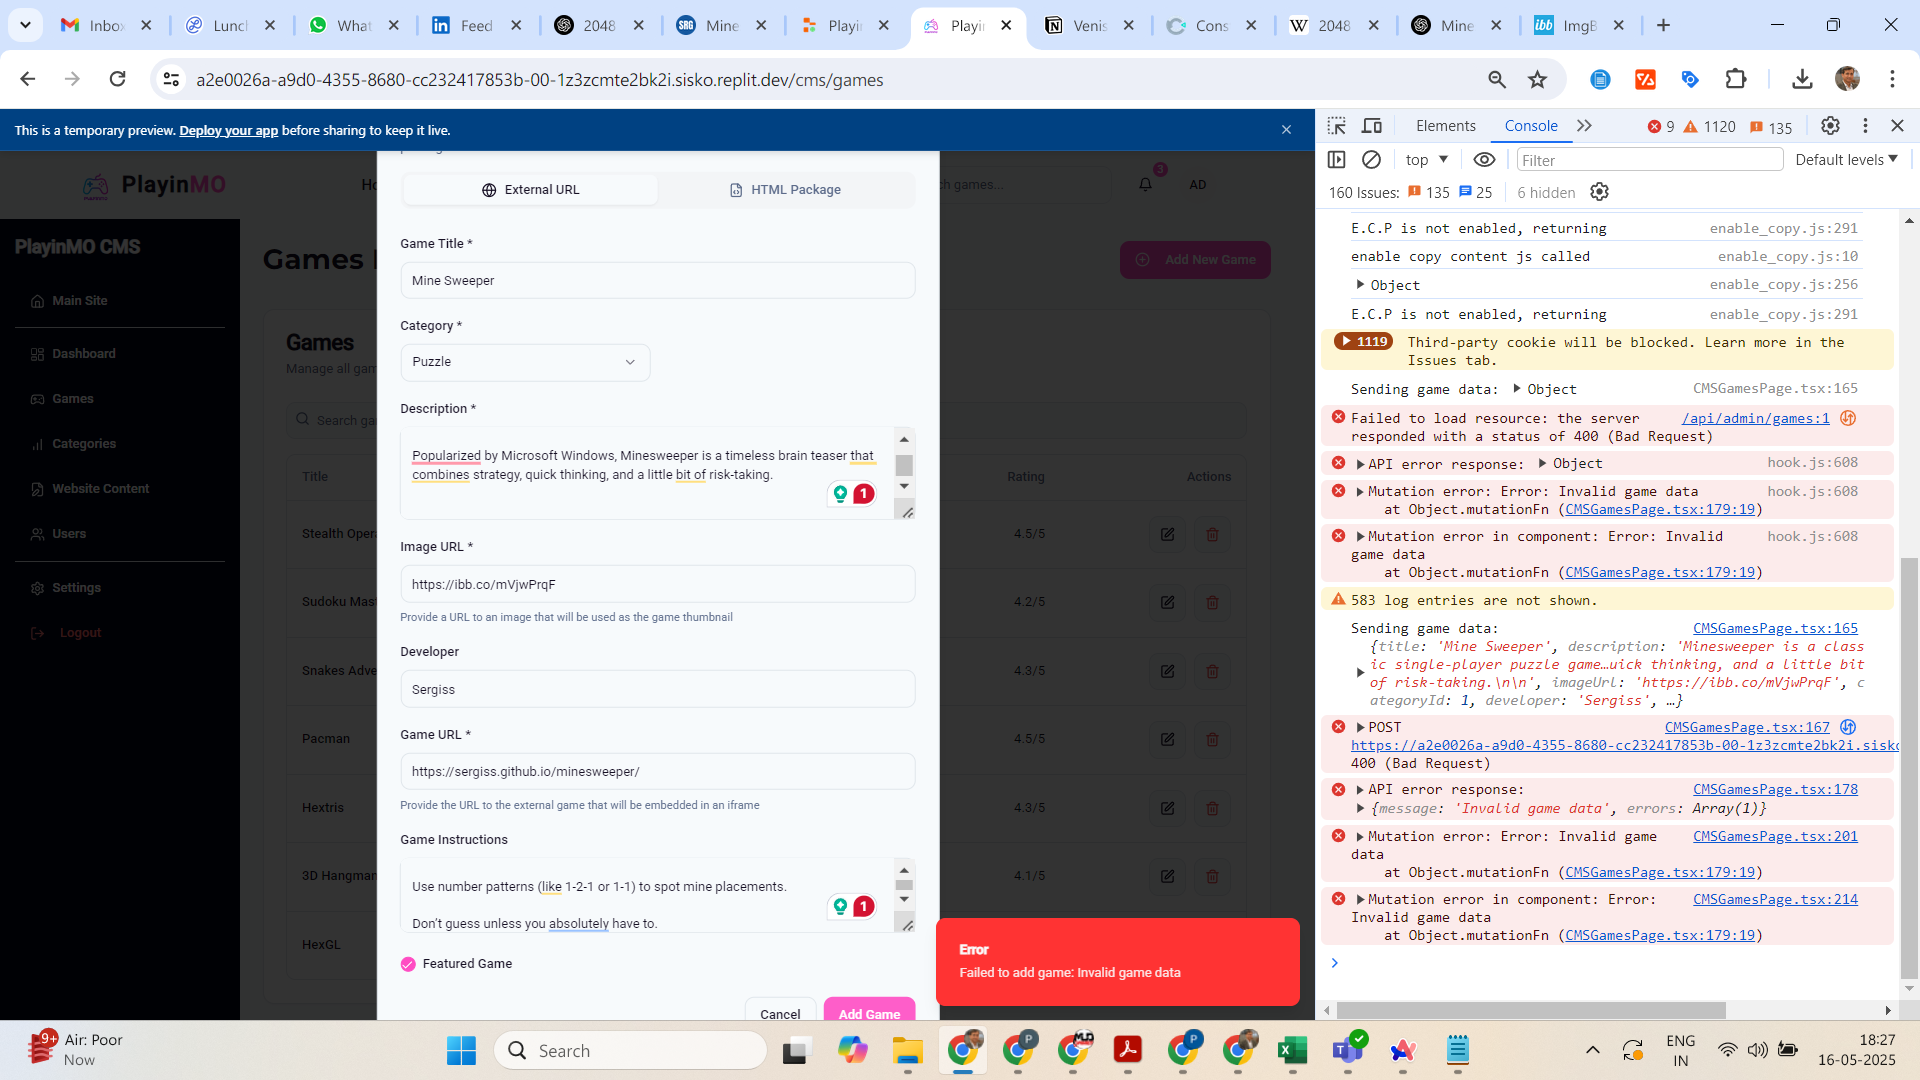 Inbo
Lunch
What
Feed
2048
Mine
Playi
Playi
Venis
Cons
2048
Mine
ImgB
a2e0026a-a9d0-4355-8680-cc232417853b-00-1z3zcmte2bk2i.sisko.replit.dev/cms/games
This is a temporary preview. Deploy your app before sharing to keep it live.
PlayinMO
Ho
ch games...
3
AD
PlayinMO CMS
Main Site
Dashboard
Games
Categories
Website Content
Users
Settings
Logout
Games
Add New Game
Games
Manage all gam
Search ga
Title
Rating
Actions
Stealth Oper
4.5/5
Sudoku Mast
4.2/5
Snakes Adve
4.3/5
Pacman
4.5/5
Hextris
4.3/5
3D Hangman
4.1/5
HexGL
External URL
HTML Package
Game Title *
Mine Sweeper
Category *
Puzzle
Description *
Popularized by Microsoft Windows, Minesweeper is a timeless brain teaser that
combines strategy, quick thinking, and a little bit of risk-taking.
1
Image URL *
https://ibb.co/mVjwPrqF
Provide a URL to an image that will be used as the game thumbnail
Developer
Sergiss
Game URL *
https://sergiss.github.io/minesweeper/
Provide the URL to the external game that will be embedded in an iframe
Game Instructions
Use number patterns (like 1-2-1 or 1-1) to spot mine placements.
Don't guess unless you absolutely have to.
1
Featured Game
Cancel
Add Game
Error
Failed to add game: Invalid game data
Elements
Console
9
1120
135
top
Filter
Default levels
160 Issues:
135
25
6 hidden
E.C.P is not enabled, returning enable_copy.js:291
enable copy content js called enable_copy.js:10
Object enable_copy.js:256
E.C.P is not enabled, returning enable_copy.js:291
1119 Third-party cookie will be blocked. Learn more in the
Issues tab.
Sending game data: Object CMSGamesPage.tsx:165
Failed to load resource: the server /api/admin/games:1
responded with a status of 400 (Bad Request)
API error response: Object hook.js:608
Mutation error: Error: Invalid game data hook.js:608
at Object.mutationFn (CMSGamesPage.tsx:179:19)
Mutation error in component: Error: Invalid hook.js:608
game data
at Object.mutationFn (CMSGamesPage.tsx:179:19)
583 log entries are not shown.
Sending game data: CMSGamesPage.tsx:165
{title: 'Mine Sweeper', description: 'Minesweeper is a class
ic single-player puzzle game…uick thinking, and a little bit
of risk-taking.\n\n', imageUrl: 'https://ibb.co/mVjwPrqF', c
ategoryId: 1, developer: 'Sergiss', …}
POST CMSGamesPage.tsx:167
https://a2e0026a-a9d0-4355-8680-cc232417853b-00-1z3zcmte2bk2i.sisko
400 (Bad Request)
API error response: CMSGamesPage.tsx:178
{message: 'Invalid game data', errors: Array(1)}
Mutation error: Error: Invalid game CMSGamesPage.tsx:201
data
at Object.mutationFn (CMSGamesPage.tsx:179:19)
Mutation error in component: Error: CMSGamesPage.tsx:214
Invalid game data
at Object.mutationFn (CMSGamesPage.tsx:179:19)
9+
Air: Poor
Now
Search
ENG
IN
18:27
16-05-2025